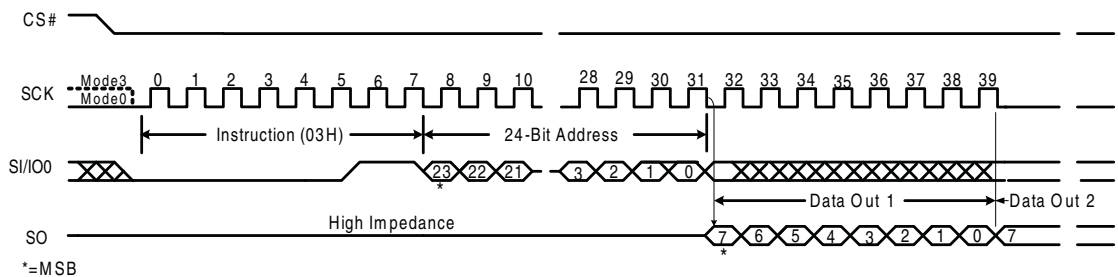 CS#
Mode3
SCK
Mode0
0 1 2 3 4 5 6 7 8 9 10 28 29 30 31 32 33 34 35 36 37 38 39
Instruction (03H) 24-Bit Address
SI/IO0
23 22 21 3 2 1 0
*
Data Out 1 Data Out 2
High Impedance
SO
7 6 5 4 3 2 1 0 7
*
*=MSB